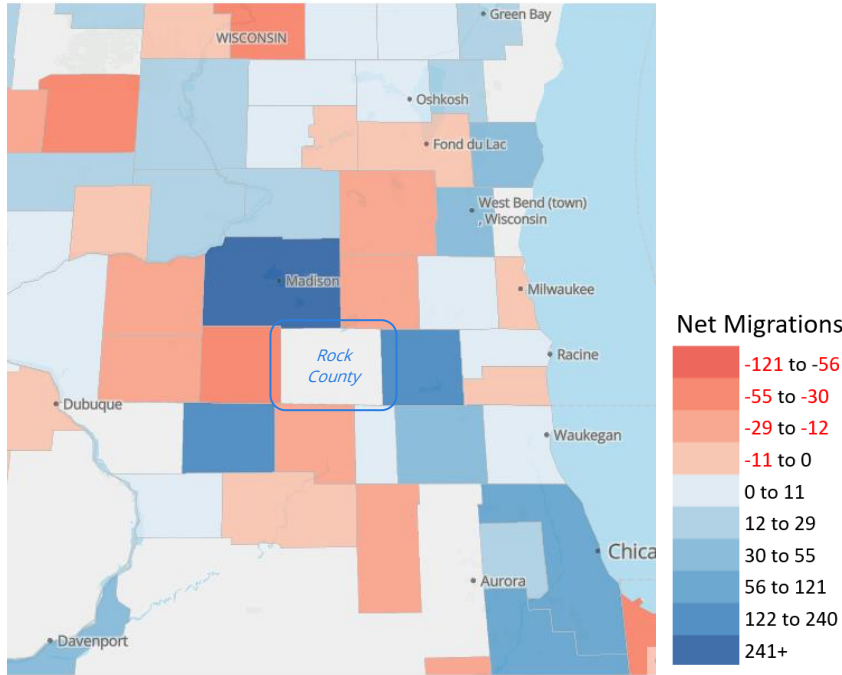 Green Bay
WISCONSIN
Oshkosh
Fond du Lac
West Bend (town)
, Wisconsin
Madison
Milwaukee
Rock
County
Racine
Dubuque
Waukegan
Chica
Aurora
Davenport
Net Migrations
-121 to -56
-55 to -30
-29 to -12
-11 to 0
0 to 11
12 to 29
30 to 55
56 to 121
122 to 240
241+